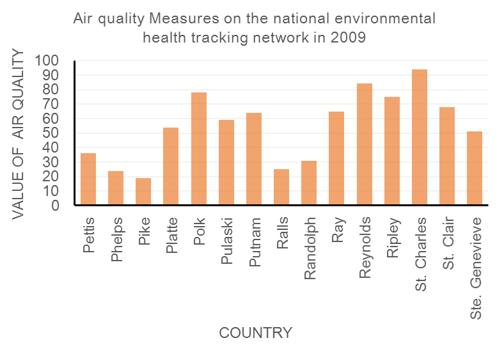 Air quality Measures on the national environmental
health tracking network in 2009
VALUE OF AIR QUALITY
100
90
80
70
60
50
40
30
20
10
0
Pettis
Phelps
Pike
Platte
Polk
Pulaski
Putnam
Ralls
Randolph
Ray
Reynolds
Ripley
St. Charles
St. Clair
Ste. Genevieve
COUNTRY